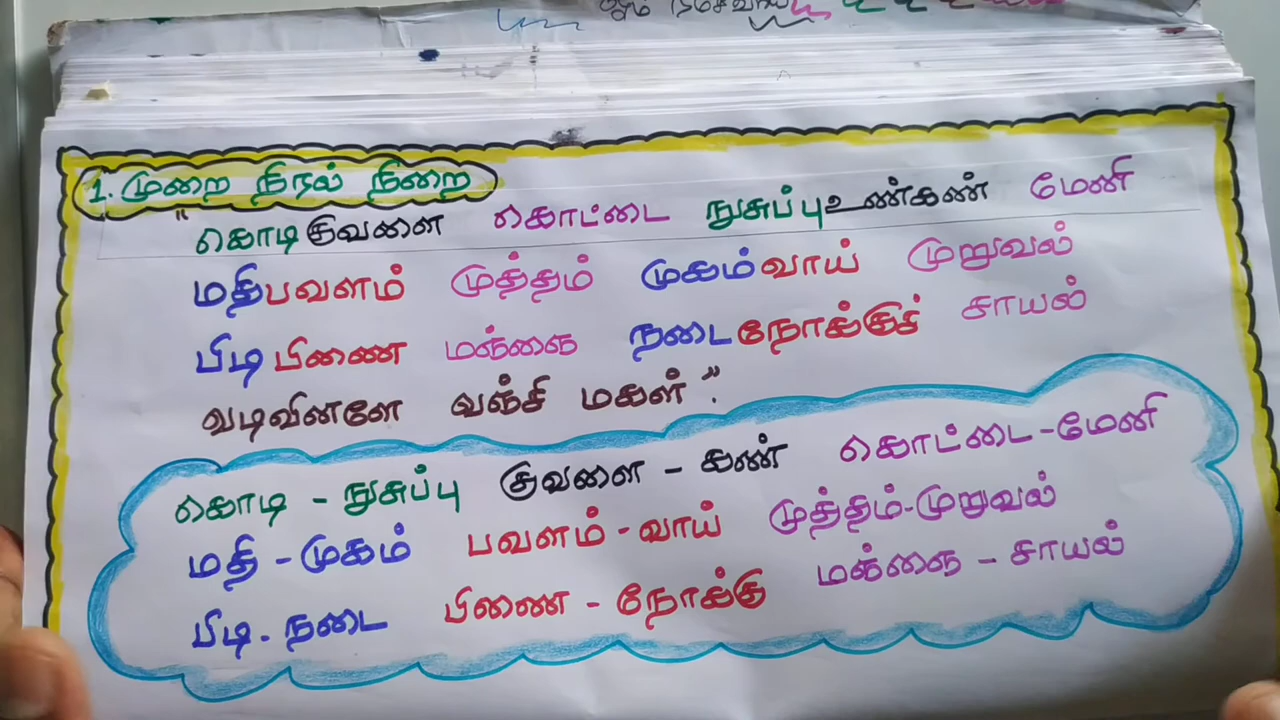 1. முறை நிரல் நிறை
"கொடி குவளை கொட்டை நுசுப்பு உண்கண் மேனி
மதி பவளம் முத்தம் முகம் வாய் முறுவல்
பிடி பிணை மஞ்ஞை நடை நோக்குச் சாயல்
வடிவினளே வஞ்சி மகள்".
கொடி - நுசுப்பு குவளை - கண் கொட்டை - மேனி
மதி - முகம் பவளம் - வாய் முத்தம் - முறுவல்
பிடி - நடை பிணை - நோக்கு மஞ்ஞை - சாயல்